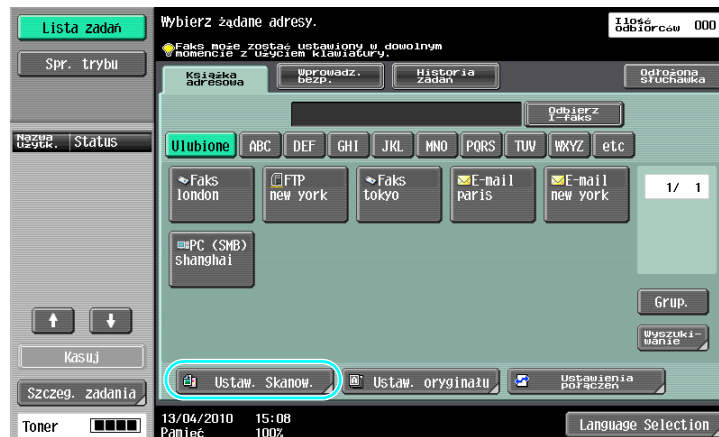 Lista zadań
Spr. trybu
Nazwa użytk.
Status
Kasuj
Szczeg. zadania
Toner
Wybierz żądane adresy.
Ilość odbiorców 000
Faks może zostać ustawiony w dowolnym
momencie z użyciem klawiatury.
Książka
adresowa
Wprowadz.
bezp.
Historia
zadań
Odłożona
słuchawka
Odbierz
I-faks
Ulubione ABC DEF GHI JKL MNO PQRS TUV WXYZ etc
Faks
london
FTP
new york
Faks
tokyo
E-mail
paris
E-mail
new york
1/ 1
PC (SMB)
shanghai
Grup.
Wyszuki-
wanie
Ustaw. Skanow.
Ustaw. oryginału
Ustawienia
połączeń
13/04/2010 15:08
Pamięć 100%
Language Selection